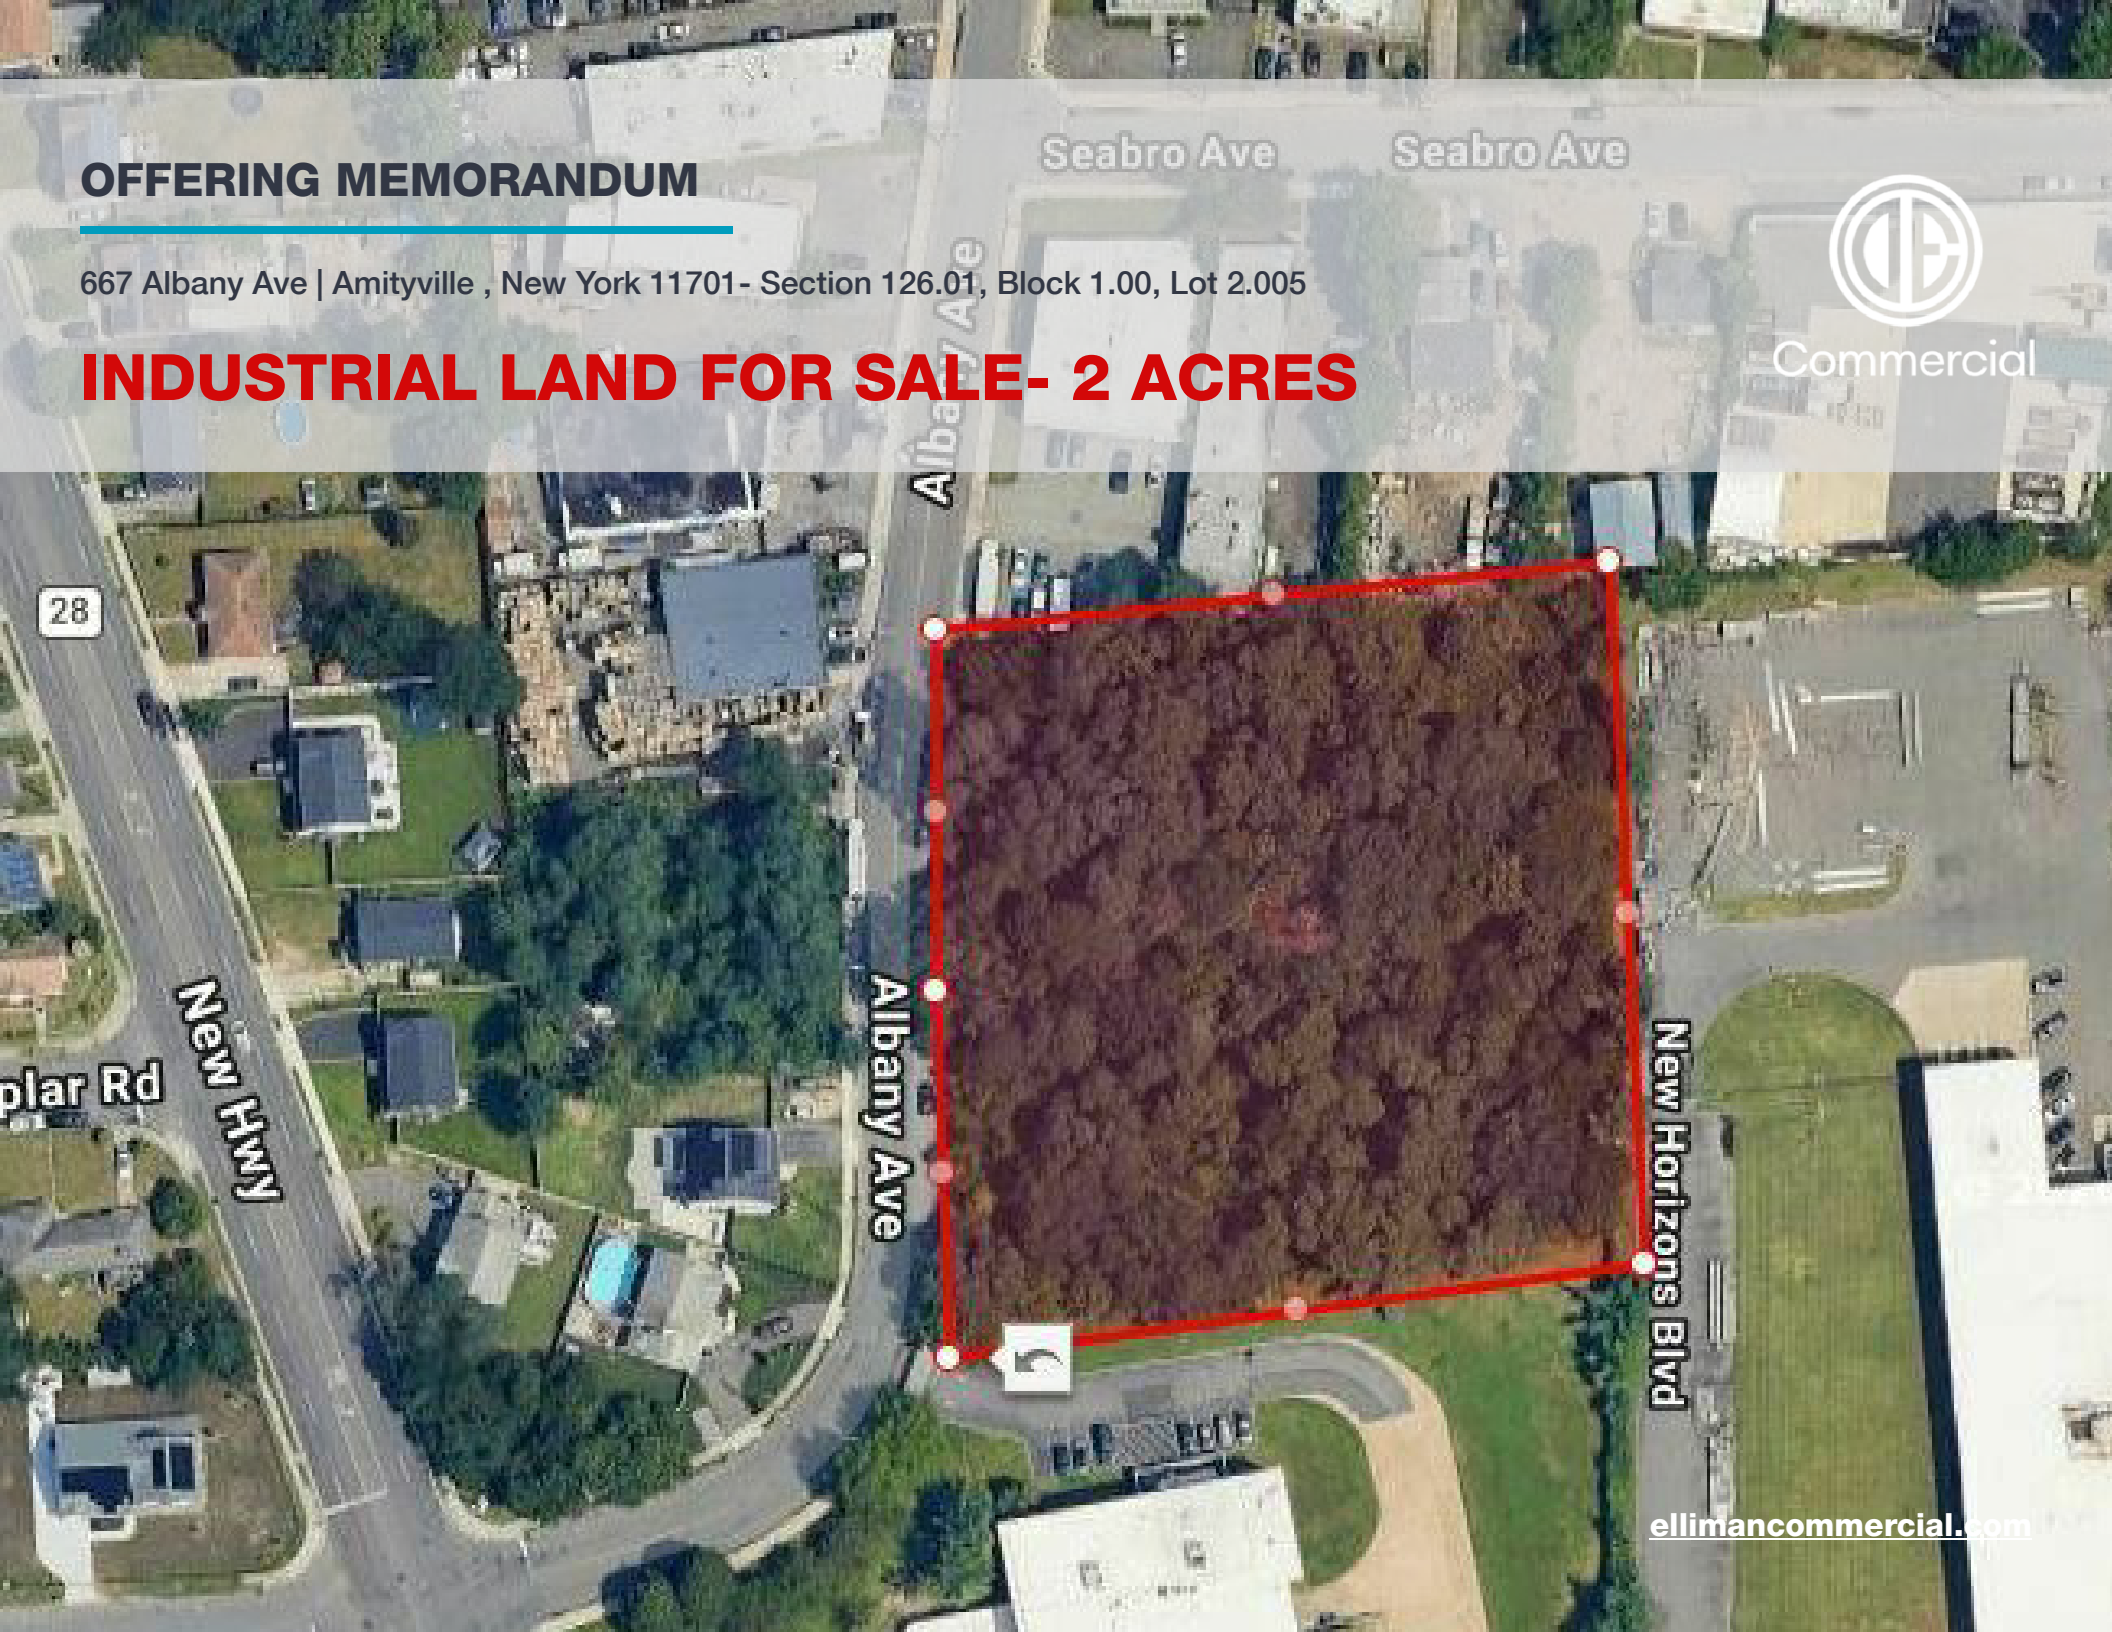 OFFERING MEMORANDUM
667 Albany Ave | Amityville , New York 11701- Section 126.01, Block 1.00, Lot 2.005
INDUSTRIAL LAND FOR SALE- 2 ACRES
Seabro Ave
Seabro Ave
DE
Commercial
Albany Ave
28
New Hwy
plar Rd
Albany Ave
New Horizons Blvd
ellimancommercial.com